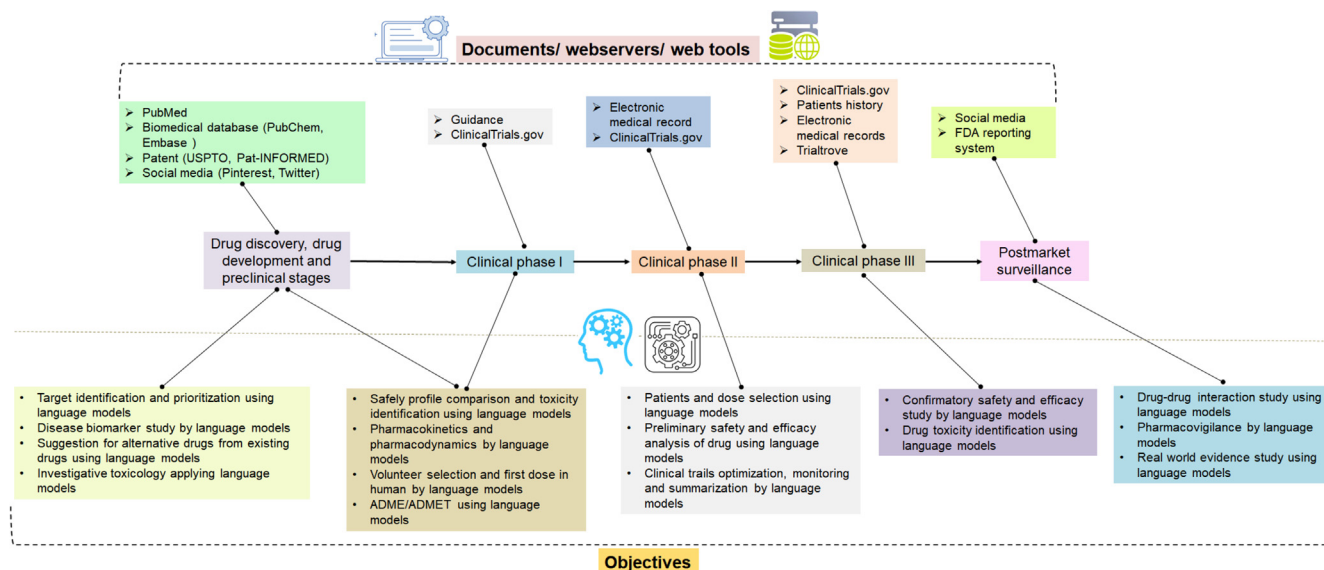 Documents/ webservers/ web tools
➢ PubMed
➢ Biomedical database (PubChem,
Embase )
➢ Patent (USPTO, Pat-INFORMED)
➢ Social media (Pinterest, Twitter)
➢ Guidance
➢ ClinicalTrials.gov
➢ Electronic
medical record
➢ ClinicalTrials.gov
➢ ClinicalTrials.gov
➢ Patients history
➢ Electronic
medical records
➢ Trialtrove
➢ Social media
➢ FDA reporting
system
Drug discovery, drug
development and
preclinical stages
Clinical phase I
Clinical phase II
Clinical phase III
Postmarket
surveillance
• Target identification and prioritization using
language models
• Disease biomarker study by language models
• Suggestion for alternative drugs from existing
drugs using language models
• Investigative toxicology applying language
models
• Safely profile comparison and toxicity
identification using language models
• Pharmacokinetics and
pharmacodynamics by language
models
• Volunteer selection and first dose in
human by language models
• ADME/ADMET using language
models
• Patients and dose selection using
language models
• Preliminary safety and efficacy
analysis of drug using language
models
• Clinical trails optimization, monitoring
and summarization by language
models
• Confirmatory safety and efficacy
study by language models
• Drug toxicity identification using
language models
• Drug-drug interaction study using
language models
• Pharmacovigilance by language
models
• Real world evidence study using
language models
Objectives